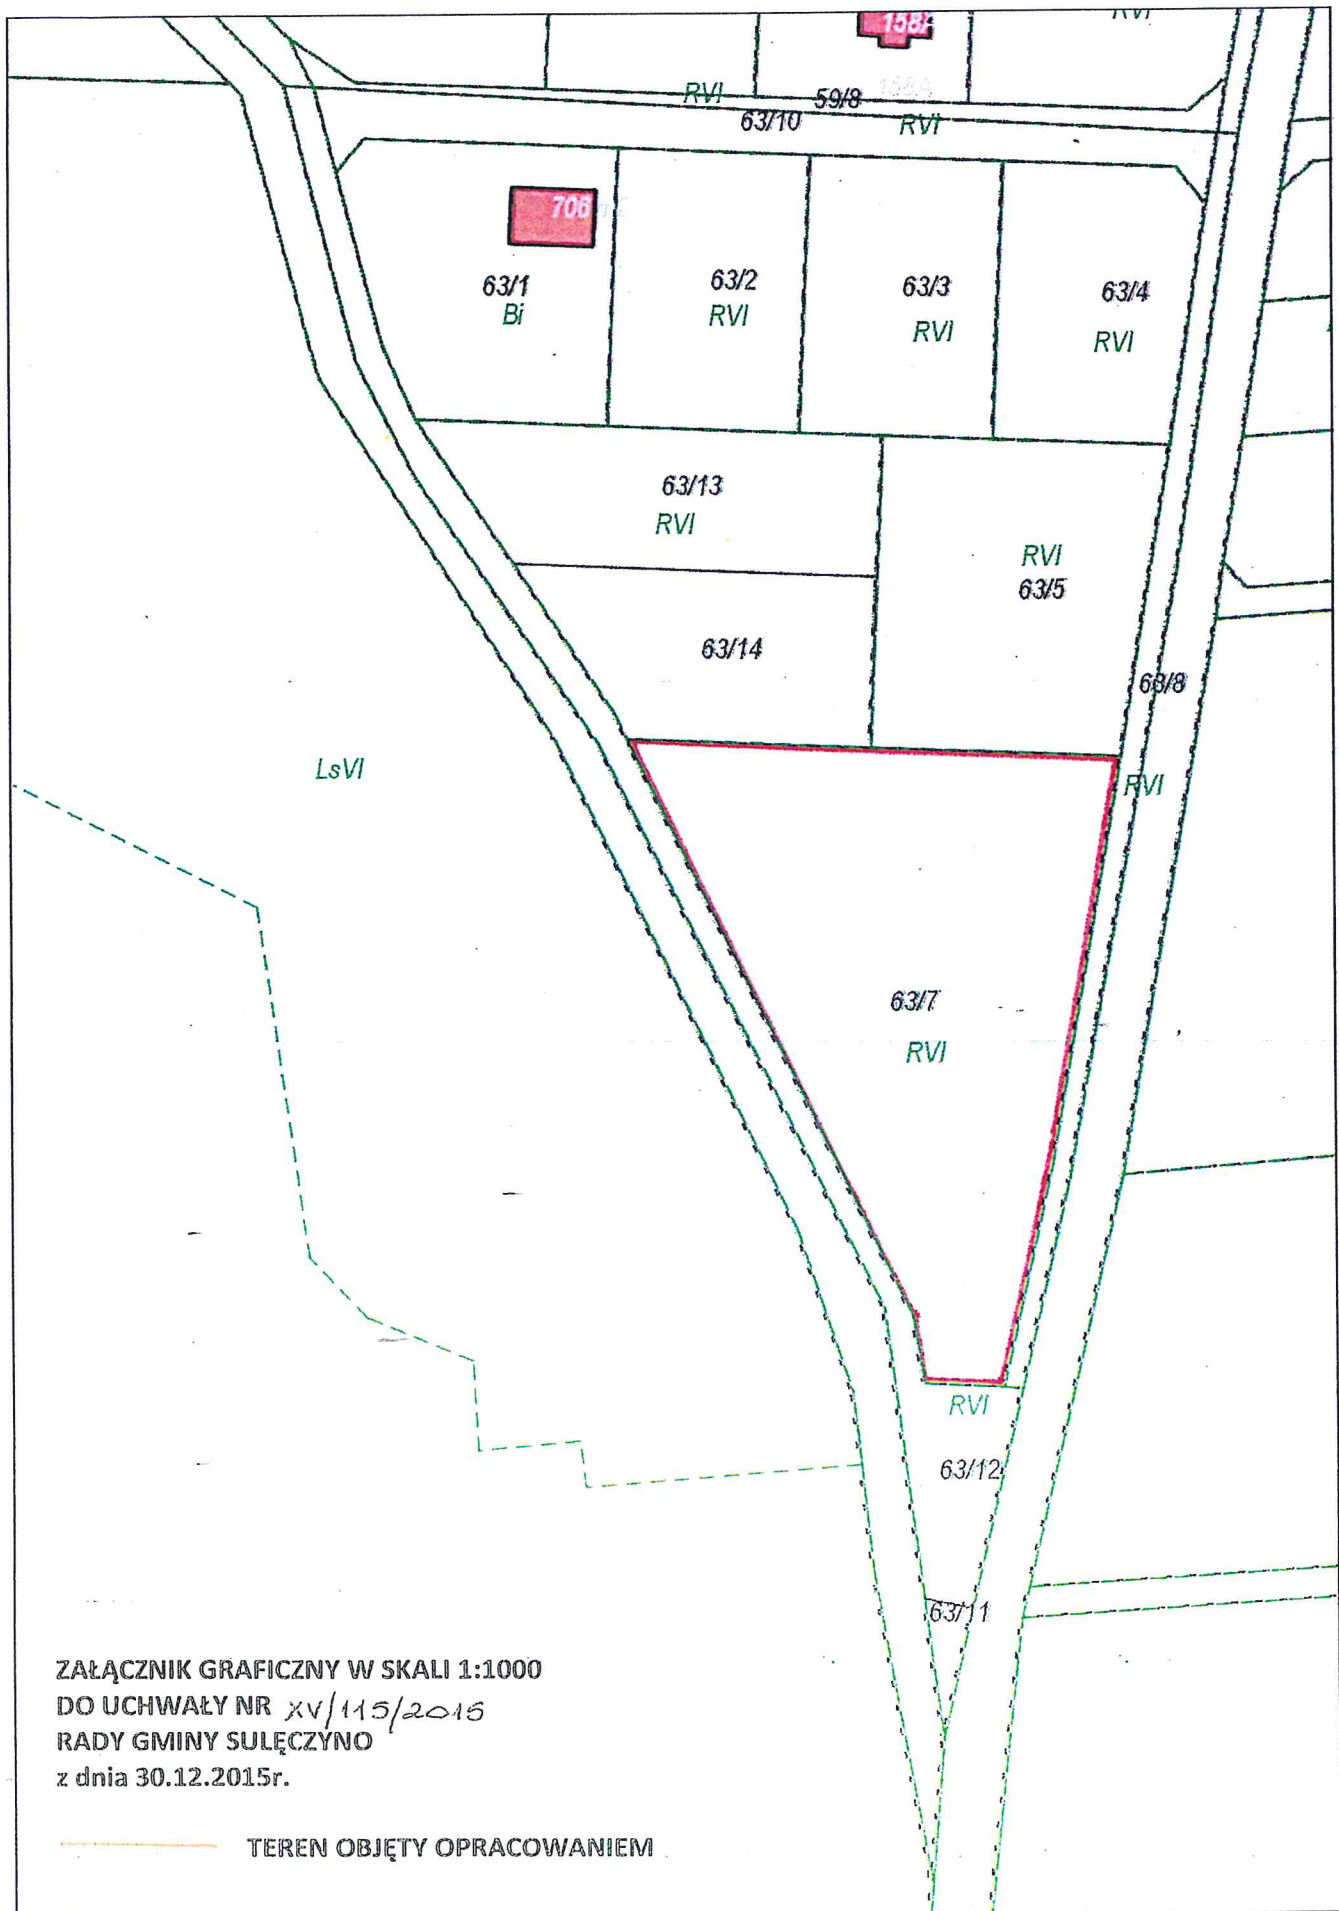 158A
RVI
158A
RVI
59/8
63/10
RVI
706
63/1
Bi
63/2
RVI
63/3
RVI
63/4
RVI
63/13
RVI
RVI
63/5
63/14
63/8
LsVI
RVI
63/7
RVI
RVI
63/12
63/11
ZAŁĄCZNIK GRAFICZNY W SKALI 1:1000
DO UCHWAŁY NR XV/115/2015
RADY GMINY SULĘCZYNO
z dnia 30.12.2015r.
TEREN OBJĘTY OPRACOWANIEM